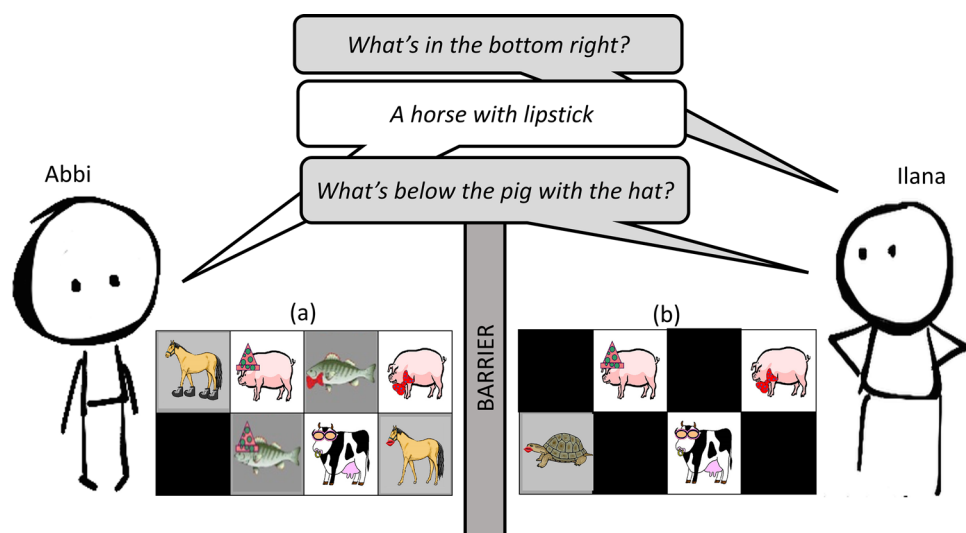 What's in the bottom right?
A horse with lipstick
What's below the pig with the hat?
Abbi
Ilana
(a)
(b)
BARRIER